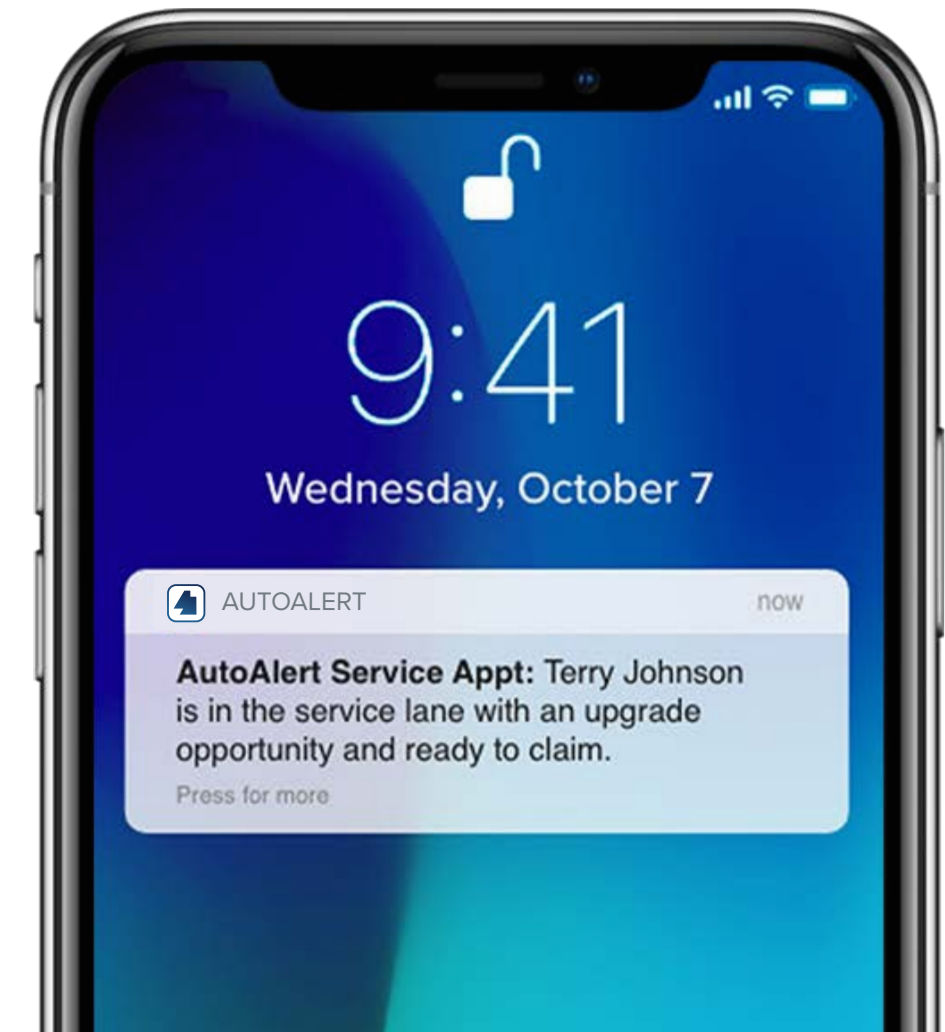 9:41
Wednesday, October 7
AUTOALERT now
AutoAlert Service Appt: Terry Johnson
is in the service lane with an upgrade
opportunity and ready to claim.
Press for more